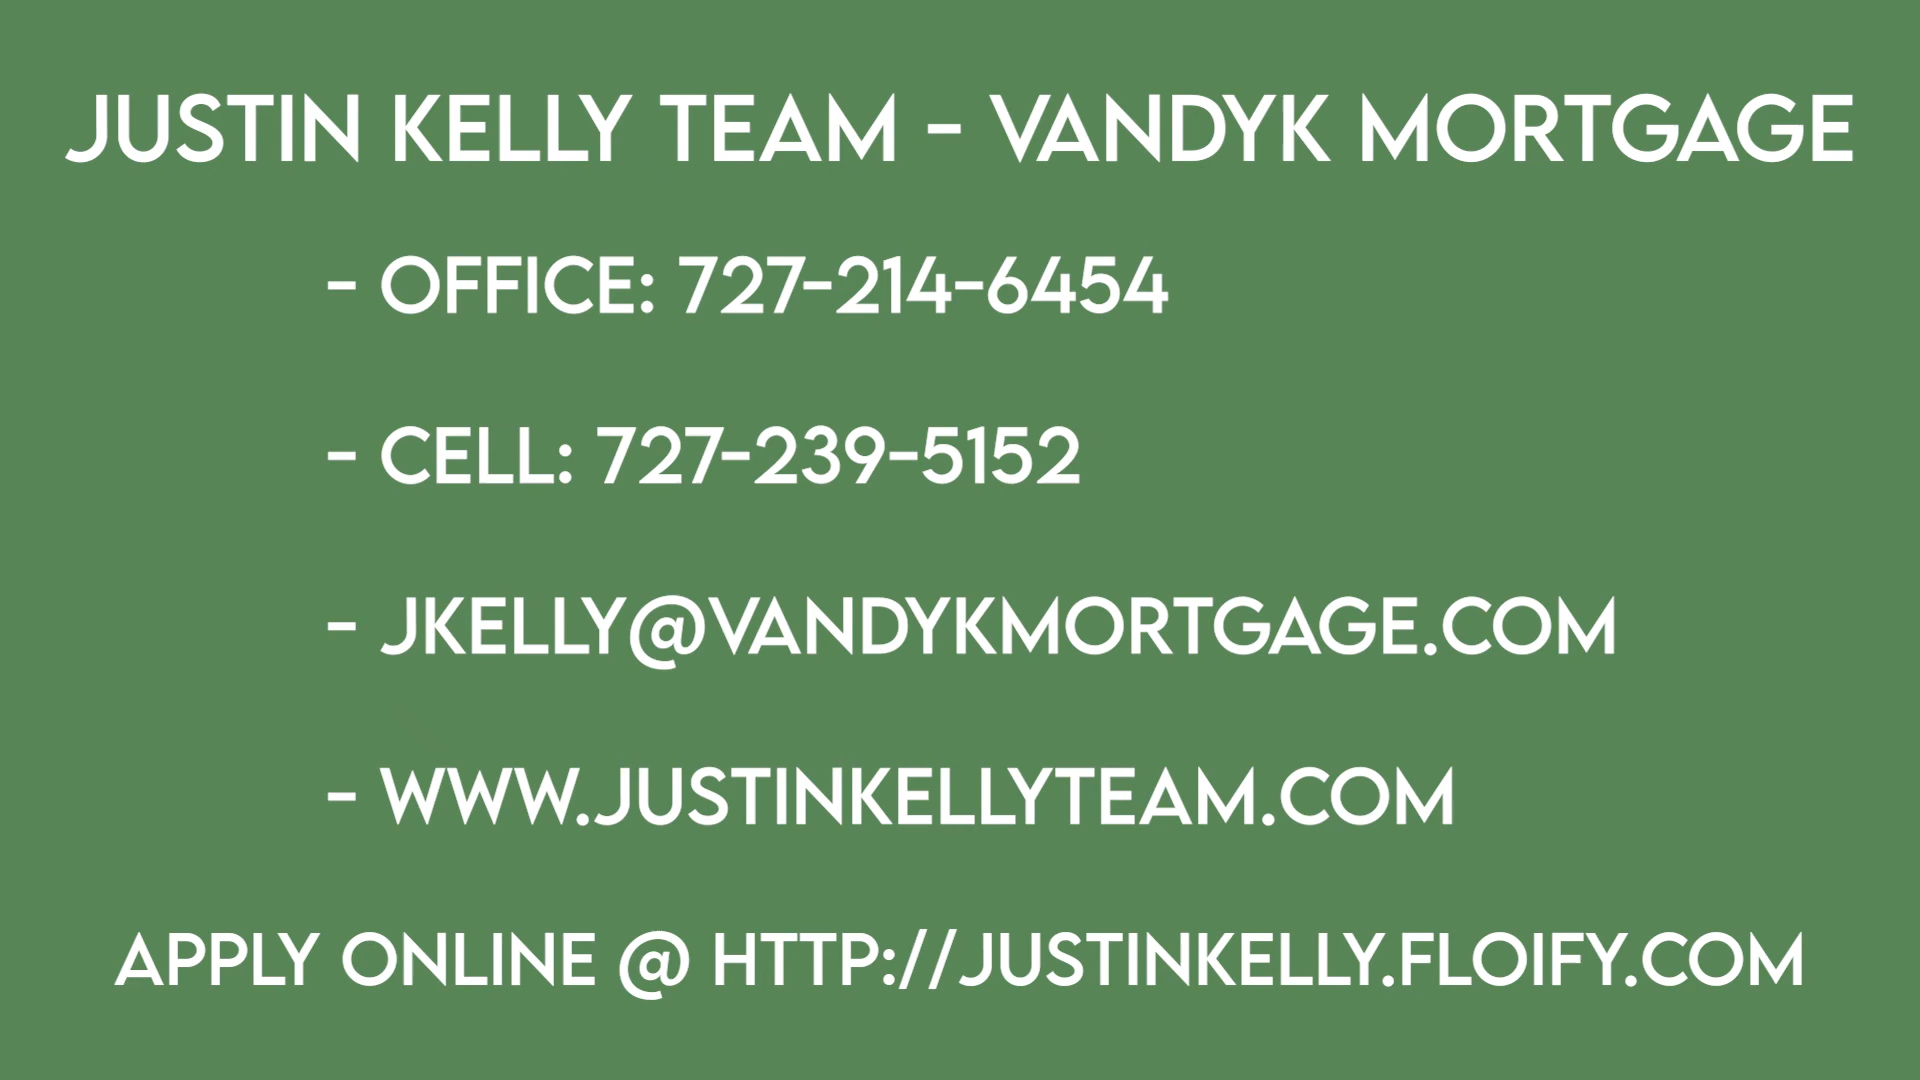 JUSTIN KELLY TEAM - VANDYK MORTGAGE
- OFFICE: 727-214-6454
- CELL: 727-239-5152
- JKELLY@VANDYKMORTGAGE.COM
- WWW.JUSTINKELLYTEAM.COM
APPLY ONLINE @ HTTP://JUSTINKELLY.FLOIFY.COM